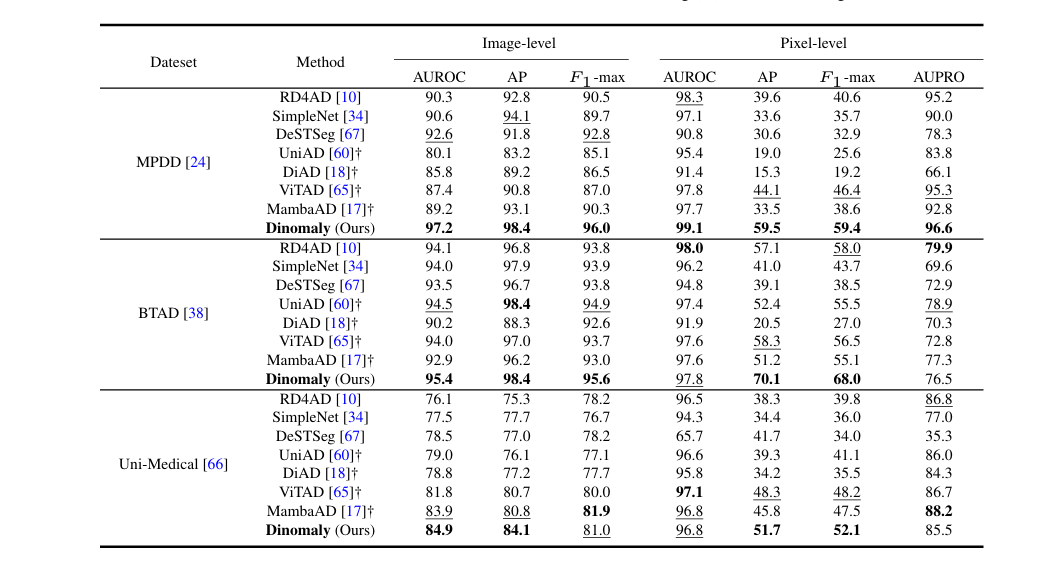 Image-level Pixel-level
Dateset Method
AUROC AP F1-max AUROC AP F1-max AUPRO
RD4AD [10] 90.3 92.8 90.5 98.3 39.6 40.6 95.2
SimpleNet [34] 90.6 94.1 89.7 97.1 33.6 35.7 90.0
DeSTSeg [67] 92.6 91.8 92.8 90.8 30.6 32.9 78.3
UniAD [60]† 80.1 83.2 85.1 95.4 19.0 25.6 83.8
MPDD [24]
DiAD [18]† 85.8 89.2 86.5 91.4 15.3 19.2 66.1
ViTAD [65]† 87.4 90.8 87.0 97.8 44.1 46.4 95.3
MambaAD [17]† 89.2 93.1 90.3 97.7 33.5 38.6 92.8
Dinomaly (Ours) 97.2 98.4 96.0 99.1 59.5 59.4 96.6
RD4AD [10] 94.1 96.8 93.8 98.0 57.1 58.0 79.9
SimpleNet [34] 94.0 97.9 93.9 96.2 41.0 43.7 69.6
DeSTSeg [67] 93.5 96.7 93.8 94.8 39.1 38.5 72.9
UniAD [60]† 94.5 98.4 94.9 97.4 52.4 55.5 78.9
BTAD [38]
DiAD [18]† 90.2 88.3 92.6 91.9 20.5 27.0 70.3
ViTAD [65]† 94.0 97.0 93.7 97.6 58.3 56.5 72.8
MambaAD [17]† 92.9 96.2 93.0 97.6 51.2 55.1 77.3
Dinomaly (Ours) 95.4 98.4 95.6 97.8 70.1 68.0 76.5
RD4AD [10] 76.1 75.3 78.2 96.5 38.3 39.8 86.8
SimpleNet [34] 77.5 77.7 76.7 94.3 34.4 36.0 77.0
DeSTSeg [67] 78.5 77.0 78.2 65.7 41.7 34.0 35.3
UniAD [60]† 79.0 76.1 77.1 96.6 39.3 41.1 86.0
Uni-Medical [66]
DiAD [18]† 78.8 77.2 77.7 95.8 34.2 35.5 84.3
ViTAD [65]† 81.8 80.7 80.0 97.1 48.3 48.2 86.7
MambaAD [17]† 83.9 80.8 81.9 96.8 45.8 47.5 88.2
Dinomaly (Ours) 84.9 84.1 81.0 96.8 51.7 52.1 85.5